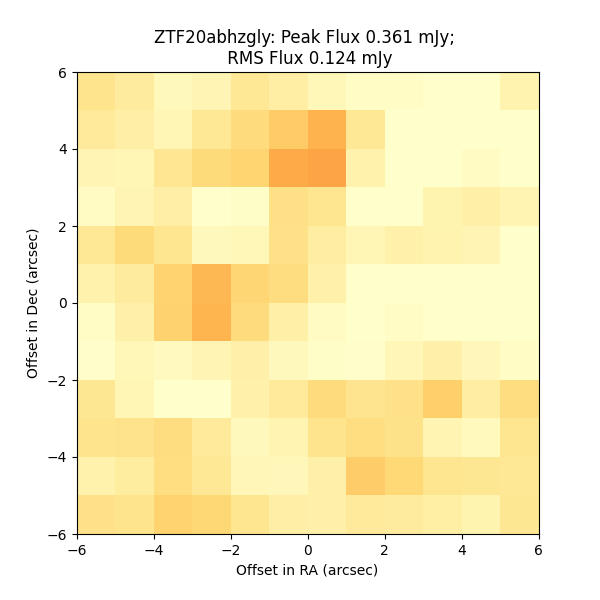 ZTF20abhzgly: Peak Flux 0.361 mJy;
RMS Flux 0.124 mJy
6
4
2
0
−2
−4
−6
Offset in Dec (arcsec)
−6 −4 −2 0 2 4 6
Offset in RA (arcsec)